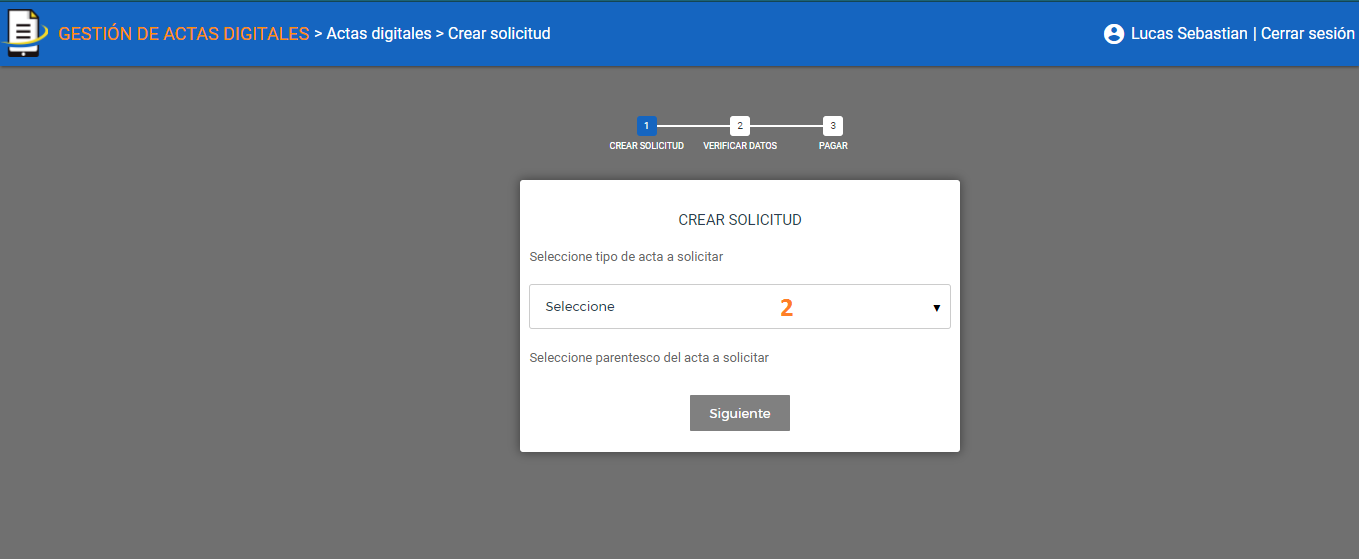 GESTIÓN DE ACTAS DIGITALES > Actas digitales > Crear solicitud
Lucas Sebastian | Cerrar sesión
1 2 3
CREAR SOLICITUD VERIFICAR DATOS PAGAR
CREAR SOLICITUD
Seleccione tipo de acta a solicitar
Seleccione 2
Seleccione parentesco del acta a solicitar
Siguiente